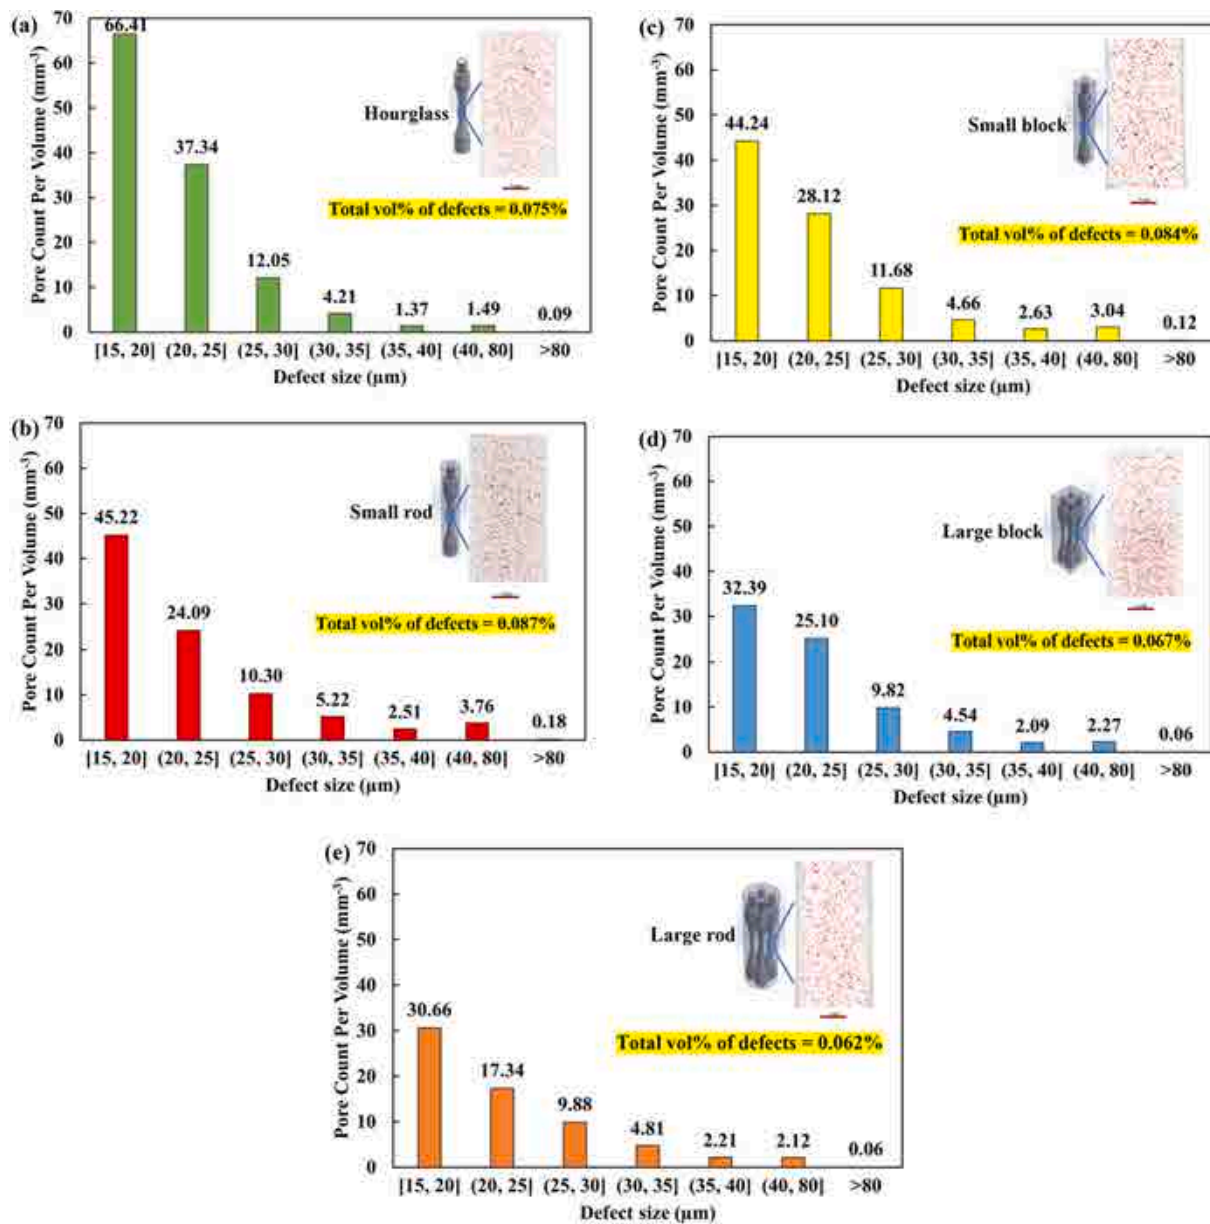 (a)
70
60
50
40
30
20
10
0
Pore Count Per Volume (mm-3)
66.41
37.34
12.05
4.21
1.37
1.49
0.09
Hourglass
Total vol% of defects = 0.075%
[15, 20] (20, 25] (25, 30] (30, 35] (35, 40] (40, 80] >80
Defect size (µm)
(c)
70
60
50
40
30
20
10
0
Pore Count Per Volume (mm-3)
44.24
28.12
11.68
4.66
2.63
3.04
0.12
Small block
Total vol% of defects = 0.084%
[15, 20] (20, 25] (25, 30] (30, 35] (35, 40] (40, 80] >80
Defect size (µm)
(b)
70
60
50
40
30
20
10
0
Pore Count Per Volume (mm-3)
45.22
24.09
10.30
5.22
2.51
3.76
0.18
Small rod
Total vol% of defects = 0.087%
[15, 20] (20, 25] (25, 30] (30, 35] (35, 40] (40, 80] >80
Defect size (µm)
(d)
70
60
50
40
30
20
10
0
Pore Count Per Volume (mm-3)
32.39
25.10
9.82
4.54
2.09
2.27
0.06
Large block
Total vol% of defects = 0.067%
[15, 20] (20, 25] (25, 30] (30, 35] (35, 40] (40, 80] >80
Defect size (µm)
(e)
70
60
50
40
30
20
10
0
Pore Count Per Volume (mm-3)
30.66
17.34
9.88
4.81
2.21
2.12
0.06
Large rod
Total vol% of defects = 0.062%
[15, 20] (20, 25] (25, 30] (30, 35] (35, 40] (40, 80] >80
Defect size (µm)